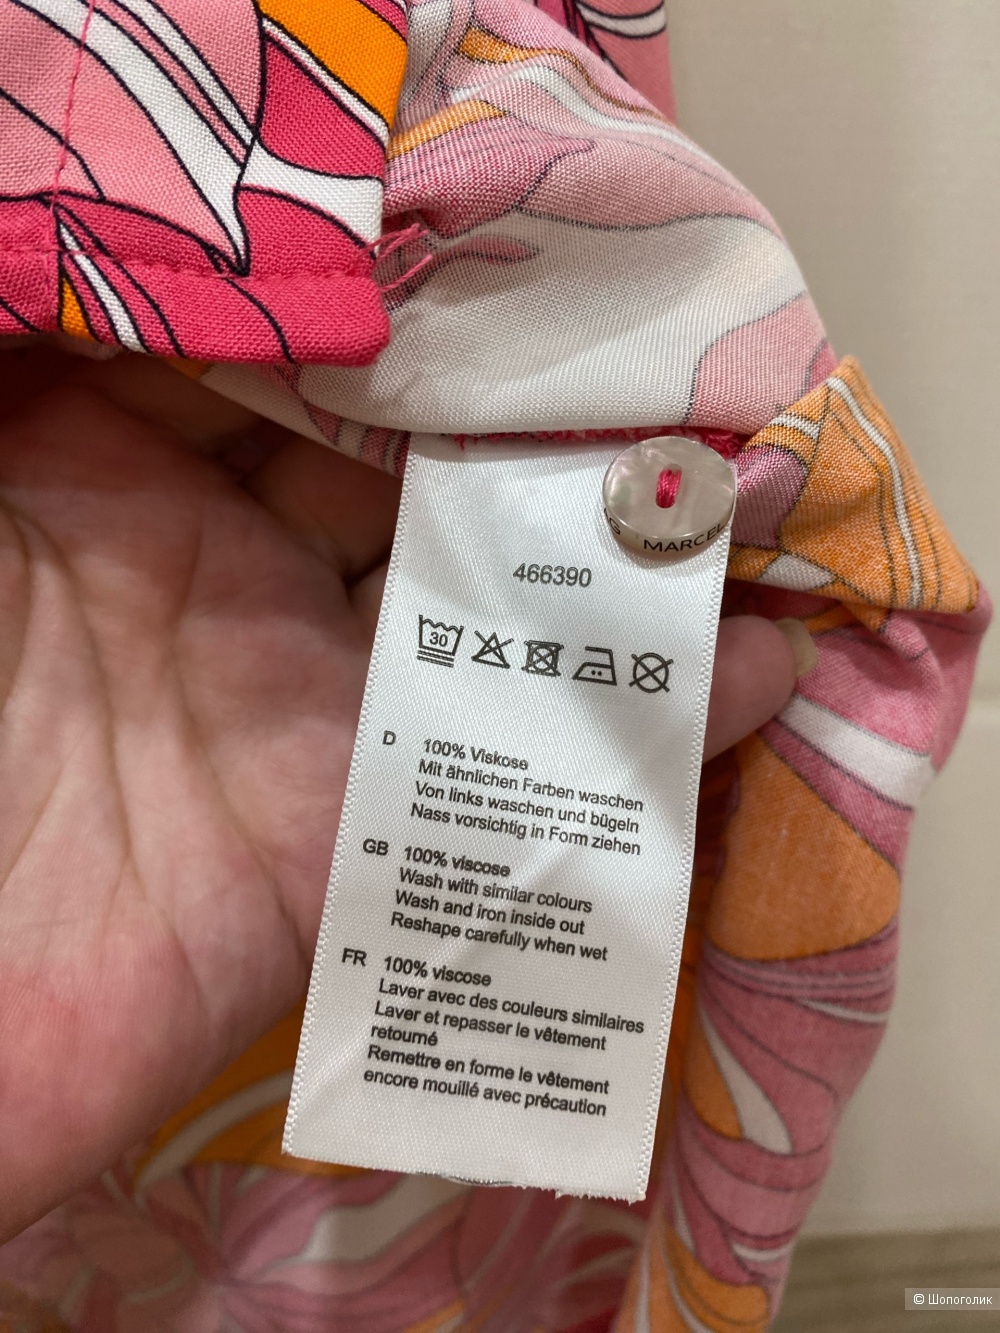 G MARCEL
466390
30
D 100% Viskose
Mit ähnlichen Farben waschen
Von links waschen und bügeln
Nass vorsichtig in Form ziehen
GB 100% viscose
Wash with similar colours
Wash and iron inside out
Reshape carefully when wet
FR 100% viscose
Laver avec des couleurs similaires
Laver et repasser le vêtement
retourné
Remettre en forme le vêtement
encore mouillé avec précaution
© Шопоголик